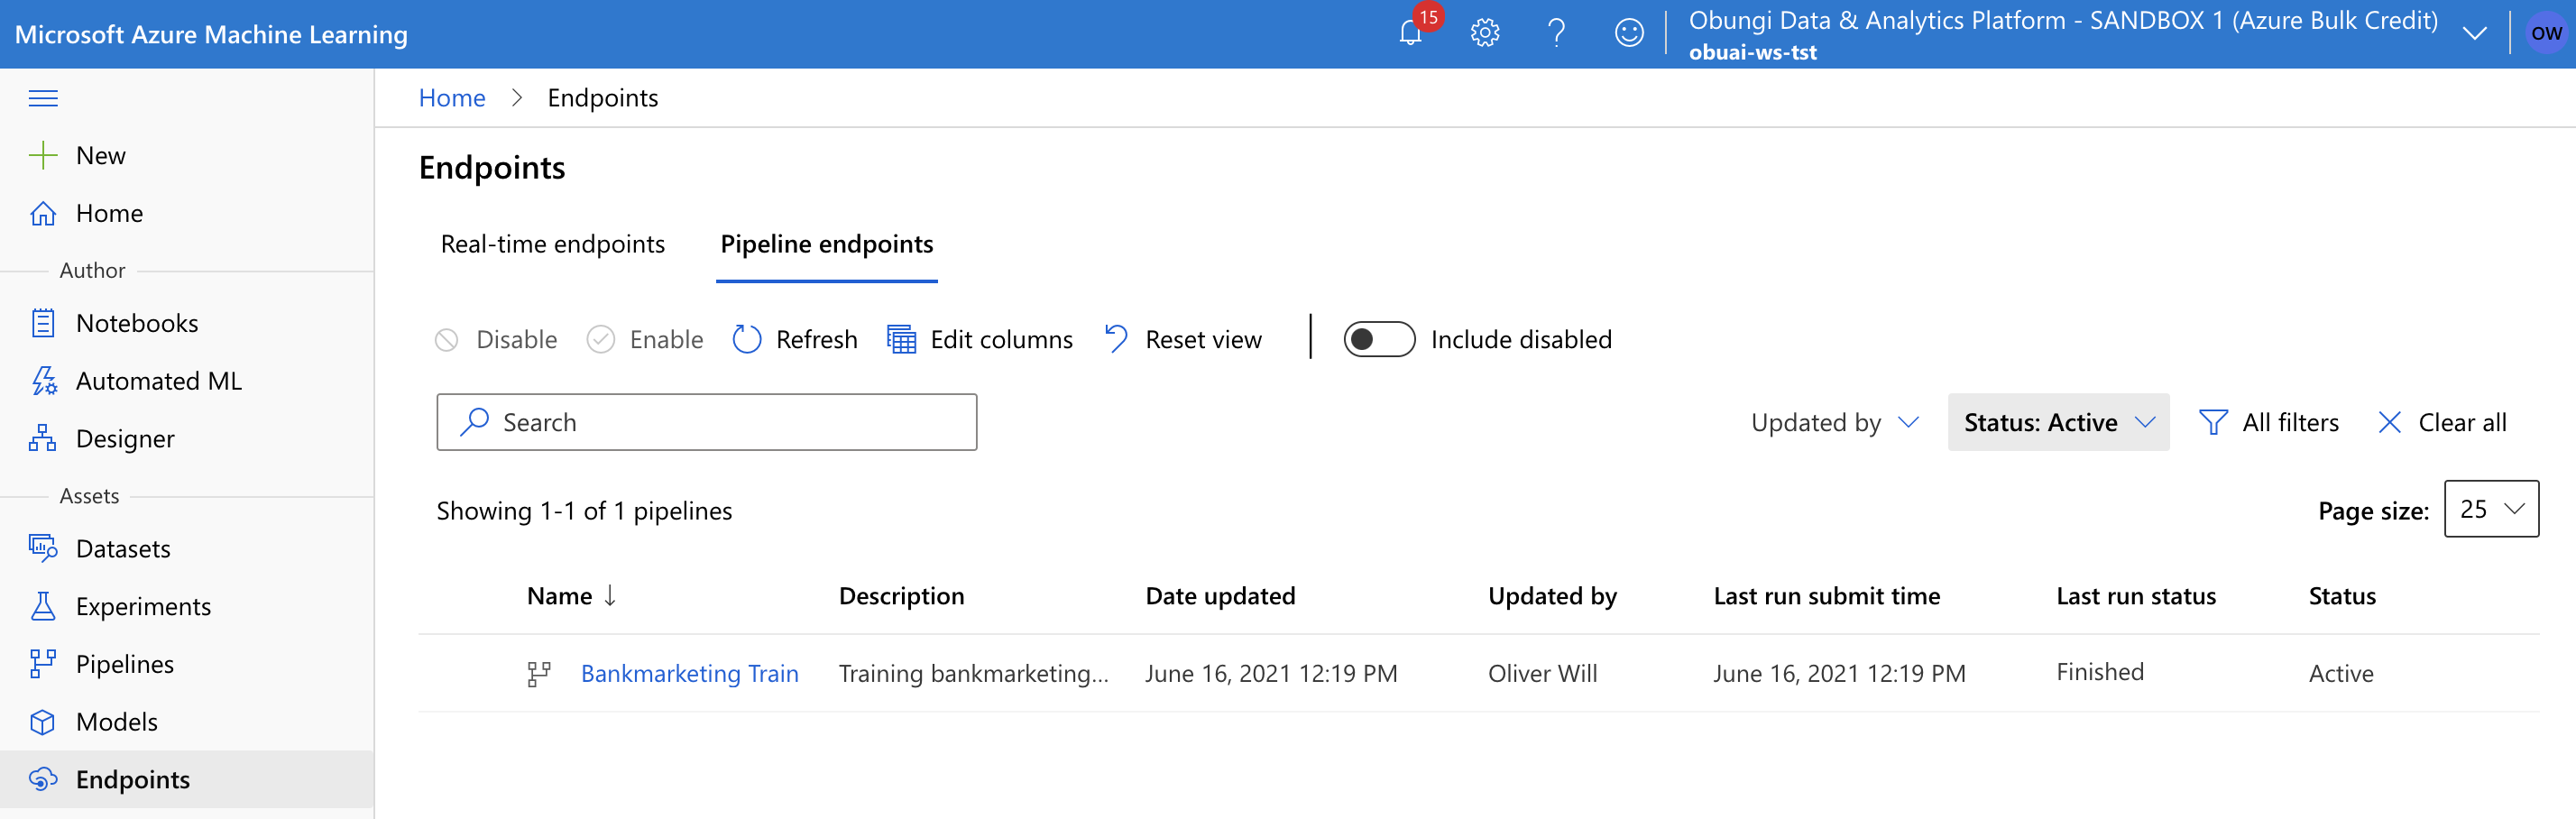 Microsoft Azure Machine Learning
15
Obungi Data & Analytics Platform - SANDBOX 1 (Azure Bulk Credit)
obuai-ws-tst
OW
New
Home
Author
Notebooks
Automated ML
Designer
Assets
Datasets
Experiments
Pipelines
Models
Endpoints
Home > Endpoints
Endpoints
Real-time endpoints Pipeline endpoints
Disable Enable Refresh Edit columns Reset view Include disabled
Search Updated by Status: Active All filters Clear all
Showing 1-1 of 1 pipelines Page size: 25
Name ↓ Description Date updated Updated by Last run submit time Last run status Status
Bankmarketing Train Training bankmarketing... June 16, 2021 12:19 PM Oliver Will June 16, 2021 12:19 PM Finished Active